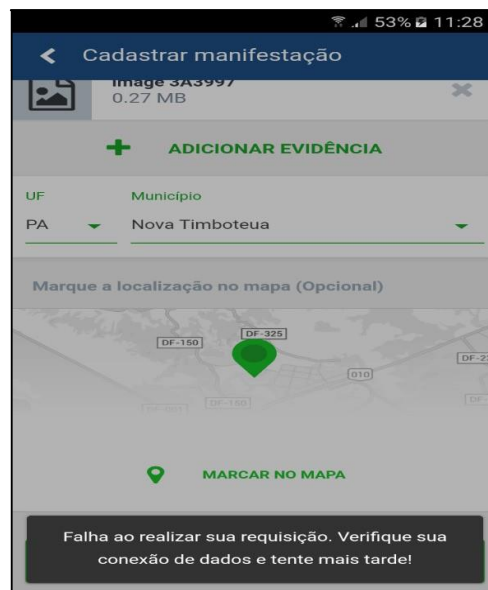 53% 11:28
Cadastrar manifestação
Image 3A3997
0.27 MB
ADICIONAR EVIDÊNCIA
UF Município
PA Nova Timboteua
Marque a localização no mapa (Opcional)
DF-325
DF-150
DF-2
010
DF-150
MARCAR NO MAPA
Falha ao realizar sua requisição. Verifique sua
conexão de dados e tente mais tarde!